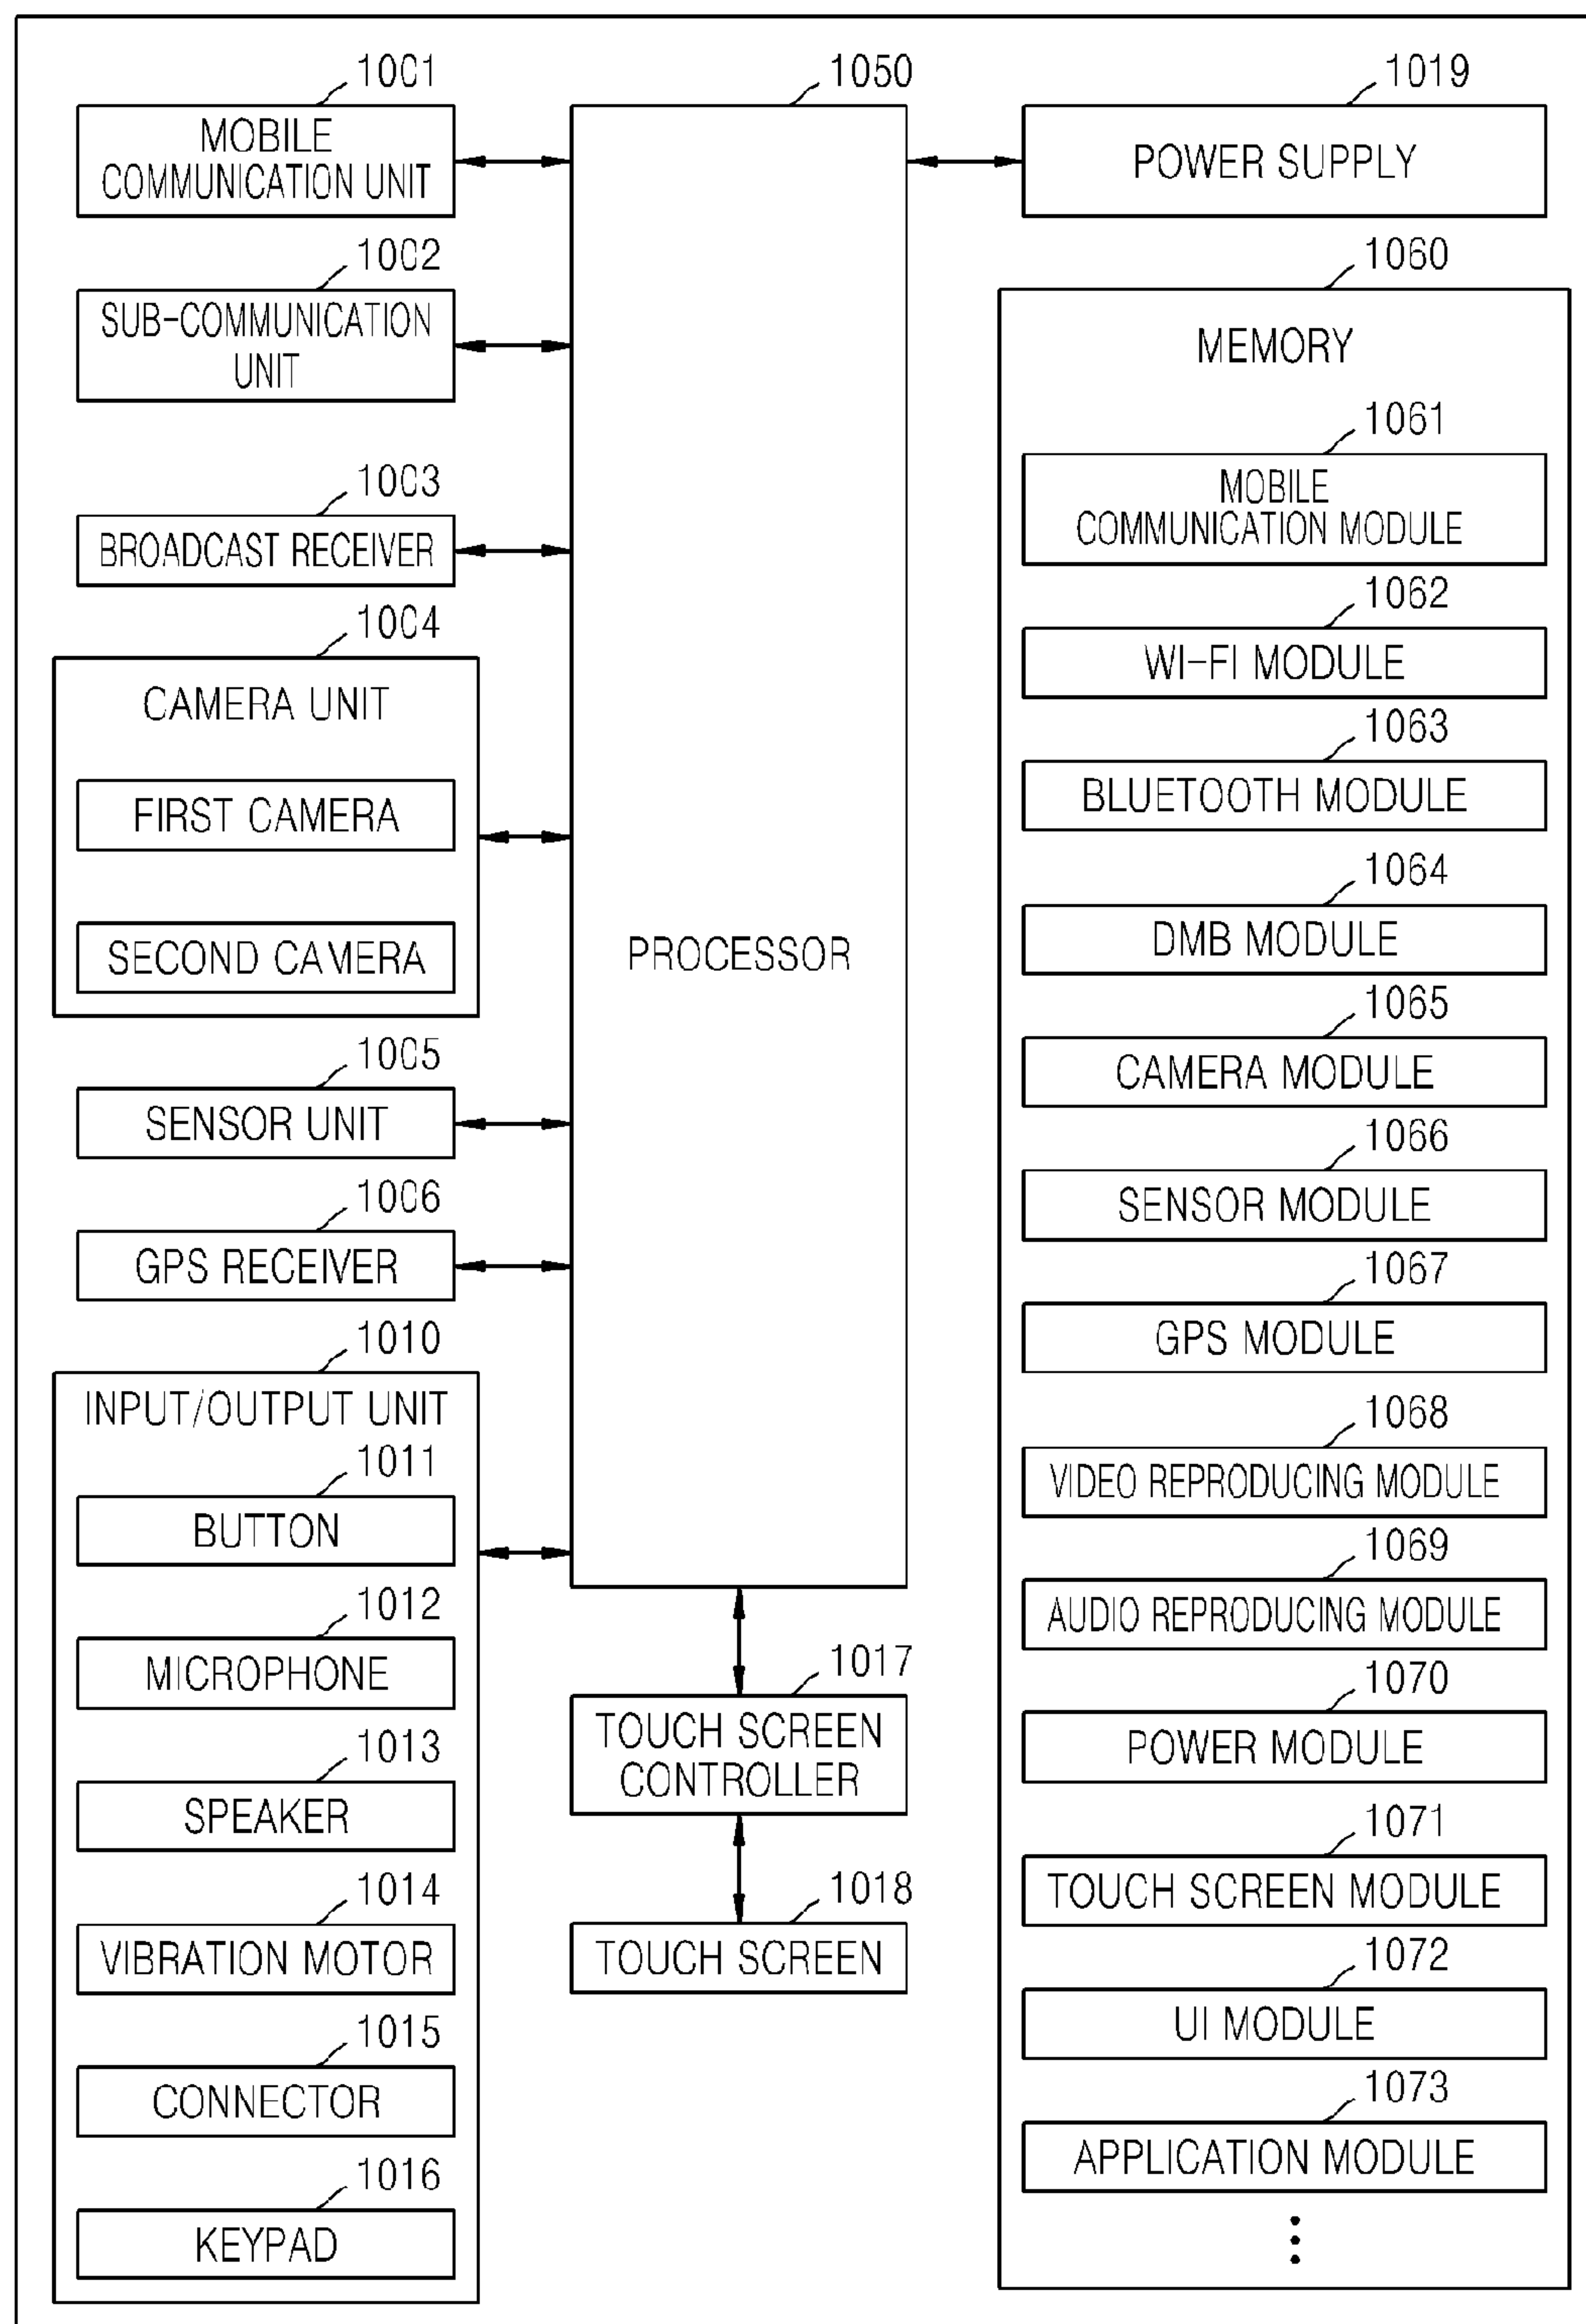 1001
MOBILE
COMMUNICATION UNIT
1002
SUB-COMMUNICATION
UNIT
1003
BROADCAST RECEIVER
1004
CAMERA UNIT
FIRST CAMERA
SECOND CAMERA
1005
SENSOR UNIT
1006
GPS RECEIVER
1010
INPUT/OUTPUT UNIT
1011
BUTTON
1012
MICROPHONE
1013
SPEAKER
1014
VIBRATION MOTOR
1015
CONNECTOR
1016
KEYPAD
1050
PROCESSOR
1017
TOUCH SCREEN
CONTROLLER
1018
TOUCH SCREEN
1019
POWER SUPPLY
1060
MEMORY
1061
MOBILE
COMMUNICATION MODULE
1062
WI-FI MODULE
1063
BLUETOOTH MODULE
1064
DMB MODULE
1065
CAMERA MODULE
1066
SENSOR MODULE
1067
GPS MODULE
1068
VIDEO REPRODUCING MODULE
1069
AUDIO REPRODUCING MODULE
1070
POWER MODULE
1071
TOUCH SCREEN MODULE
1072
UI MODULE
1073
APPLICATION MODULE